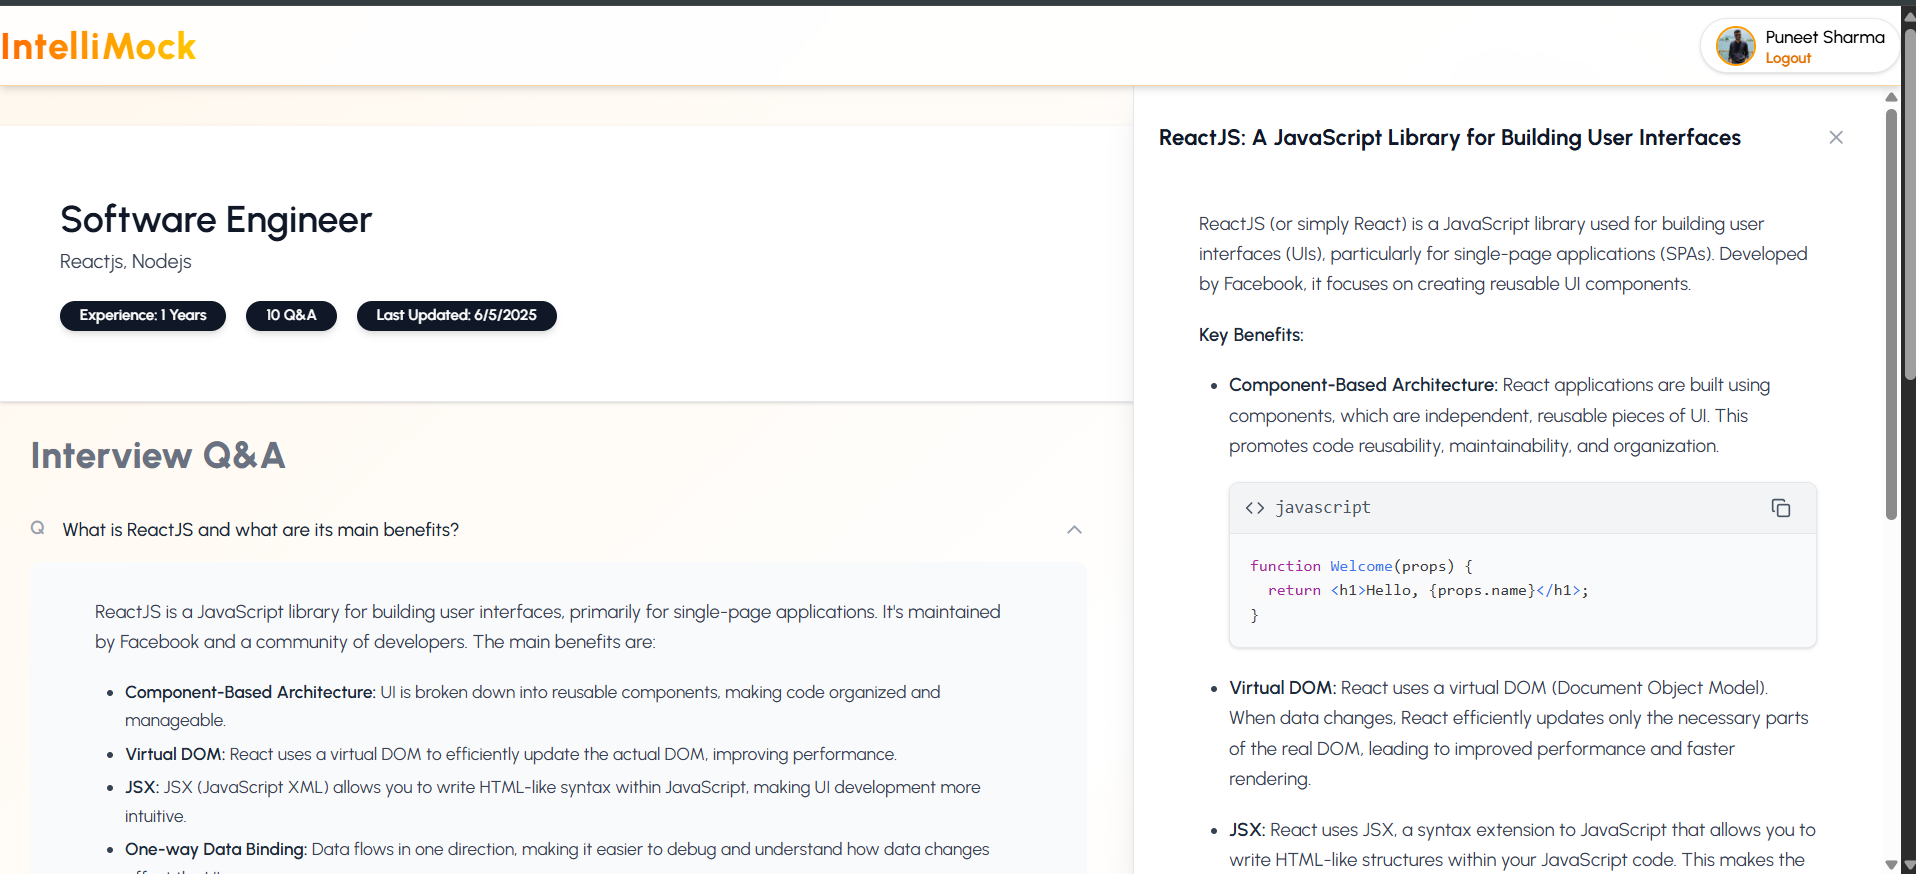 IntelliMock
Puneet Sharma
Logout
Software Engineer
Reactjs, Nodejs
Experience: 1 Years
10 Q&A
Last Updated: 6/5/2025
Interview Q&A
Q What is ReactJS and what are its main benefits?
ReactJS is a JavaScript library for building user interfaces, primarily for single-page applications. It's maintained
by Facebook and a community of developers. The main benefits are:
• Component-Based Architecture: UI is broken down into reusable components, making code organized and
manageable.
• Virtual DOM: React uses a virtual DOM to efficiently update the actual DOM, improving performance.
• JSX: JSX (JavaScript XML) allows you to write HTML-like syntax within JavaScript, making UI development more
intuitive.
• One-way Data Binding: Data flows in one direction, making it easier to debug and understand how data changes
ReactJS: A JavaScript Library for Building User Interfaces
ReactJS (or simply React) is a JavaScript library used for building user
interfaces (UIs), particularly for single-page applications (SPAs). Developed
by Facebook, it focuses on creating reusable UI components.
Key Benefits:
• Component-Based Architecture: React applications are built using
components, which are independent, reusable pieces of UI. This
promotes code reusability, maintainability, and organization.
<> javascript
function Welcome(props) {
  return <h1>Hello, {props.name}</h1>;
}
• Virtual DOM: React uses a virtual DOM (Document Object Model).
When data changes, React efficiently updates only the necessary parts
of the real DOM, leading to improved performance and faster
rendering.
• JSX: React uses JSX, a syntax extension to JavaScript that allows you to
write HTML-like structures within your JavaScript code. This makes the